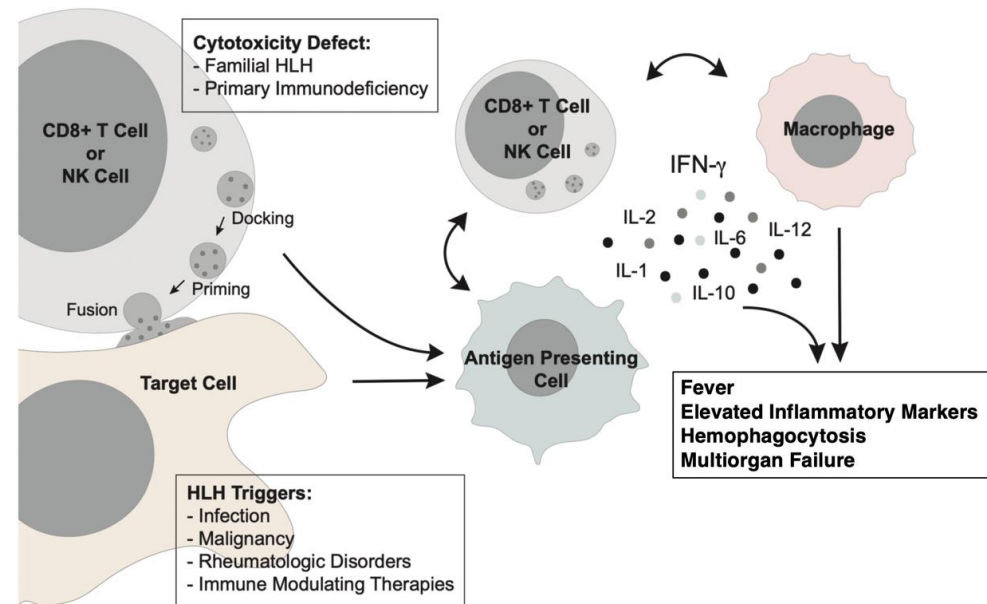 Cytotoxicity Defect:
- Familial HLH
- Primary Immunodeficiency
CD8+ T Cell
or
NK Cell
Docking
Priming
Fusion
Target Cell
HLH Triggers:
- Infection
- Malignancy
- Rheumatologic Disorders
- Immune Modulating Therapies
CD8+ T Cell
or
NK Cell
Macrophage
IFN-γ
IL-2
IL-12
IL-6
IL-1
IL-10
Antigen Presenting
Cell
Fever
Elevated Inflammatory Markers
Hemophagocytosis
Multiorgan Failure